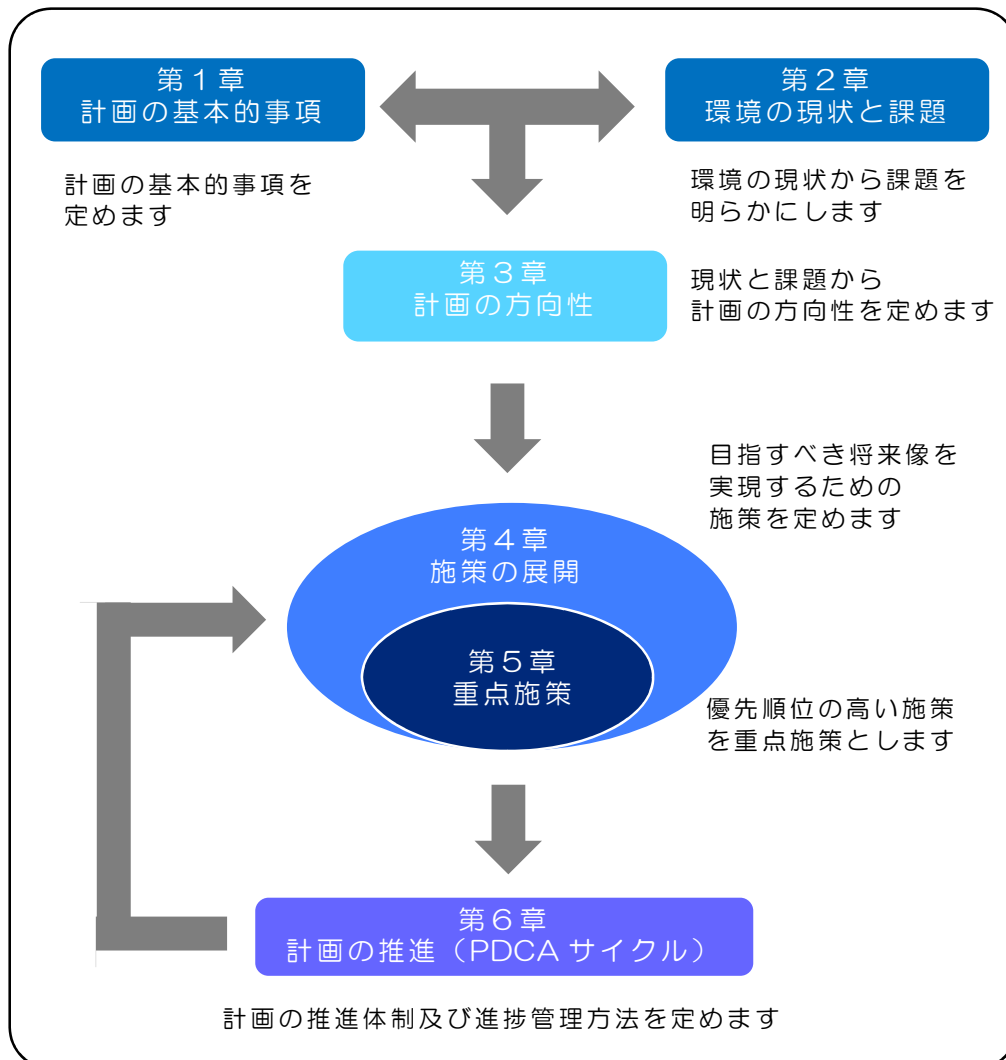 第１章
計画の基本的事項
第２章
環境の現状と課題
計画の基本的事項を
定めます
環境の現状から課題を
明らかにします
第３章
計画の方向性
現状と課題から
計画の方向性を定めます
目指すべき将来像を
実現するための
施策を定めます
第４章
施策の展開
第５章
重点施策
優先順位の高い施策
を重点施策とします
第６章
計画の推進（PDCA サイクル）
計画の推進体制及び進捗管理方法を定めます